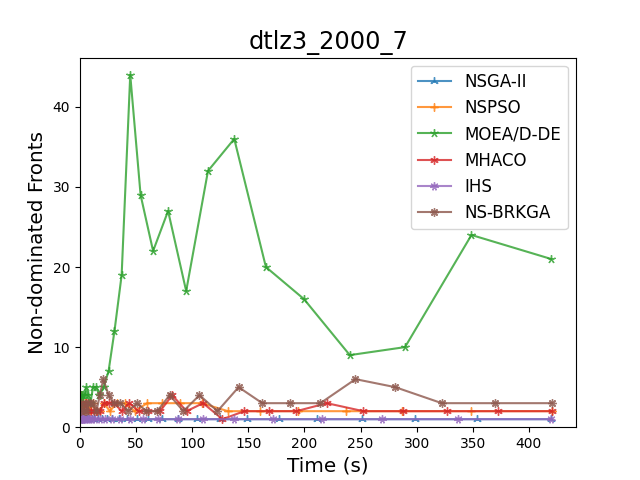 dtlz3_2000_7
Non-dominated Fronts
40
30
20
10
0
0 50 100 150 200 250 300 350 400
Time (s)
NSGA-II
NSPSO
MOEA/D-DE
MHACO
IHS
NS-BRKGA